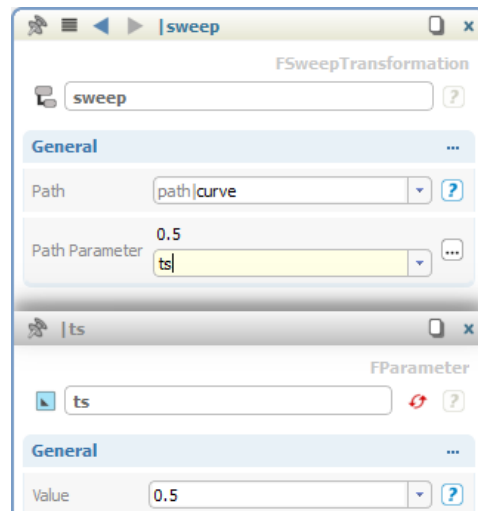 |sweep
FSweepTransformation
sweep
?
General
...
Path
path|curve
?
0.5
Path Parameter
ts
...
|ts
FParameter
ts
?
General
...
Value
0.5
?